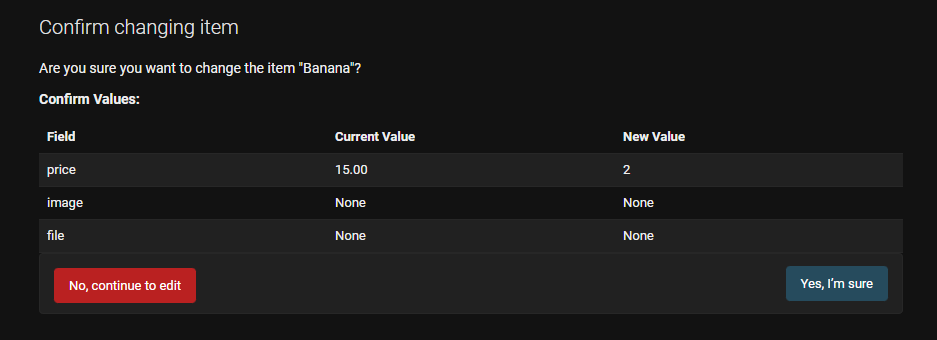 Confirm changing item
Are you sure you want to change the item "Banana"?
Confirm Values:
Field Current Value New Value
price 15.00 2
image None None
file None None
No, continue to edit Yes, I'm sure